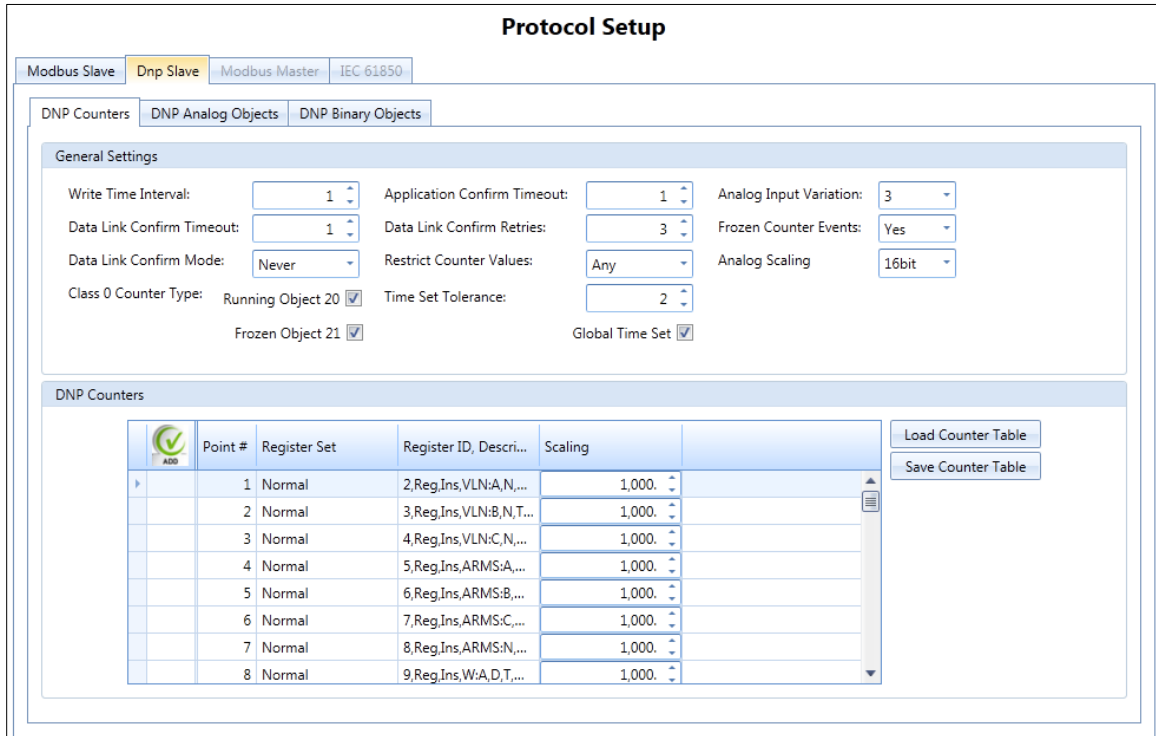 Protocol Setup
Modbus Slave Dnp Slave Modbus Master IEC 61850
DNP Counters DNP Analog Objects DNP Binary Objects
General Settings
Write Time Interval: 1 Application Confirm Timeout: 1 Analog Input Variation: 3
Data Link Confirm Timeout: 1 Data Link Confirm Retries: 3 Frozen Counter Events: Yes
Data Link Confirm Mode: Never Restrict Counter Values: Any Analog Scaling 16bit
Class 0 Counter Type: Running Object 20 Time Set Tolerance: 2
Frozen Object 21 Global Time Set
DNP Counters
ADD Point # Register Set Register ID, Descri... Scaling
Load Counter Table
Save Counter Table
1 Normal 2,Reg,Ins,VLN:A,N,... 1,000.
2 Normal 3,Reg,Ins,VLN:B,N,T... 1,000.
3 Normal 4,Reg,Ins,VLN:C,N,... 1,000.
4 Normal 5,Reg,Ins,ARMS:A,... 1,000.
5 Normal 6,Reg,Ins,ARMS:B,... 1,000.
6 Normal 7,Reg,Ins,ARMS:C,... 1,000.
7 Normal 8,Reg,Ins,ARMS:N,... 1,000.
8 Normal 9,Reg,Ins,W:A,D,T,... 1,000.